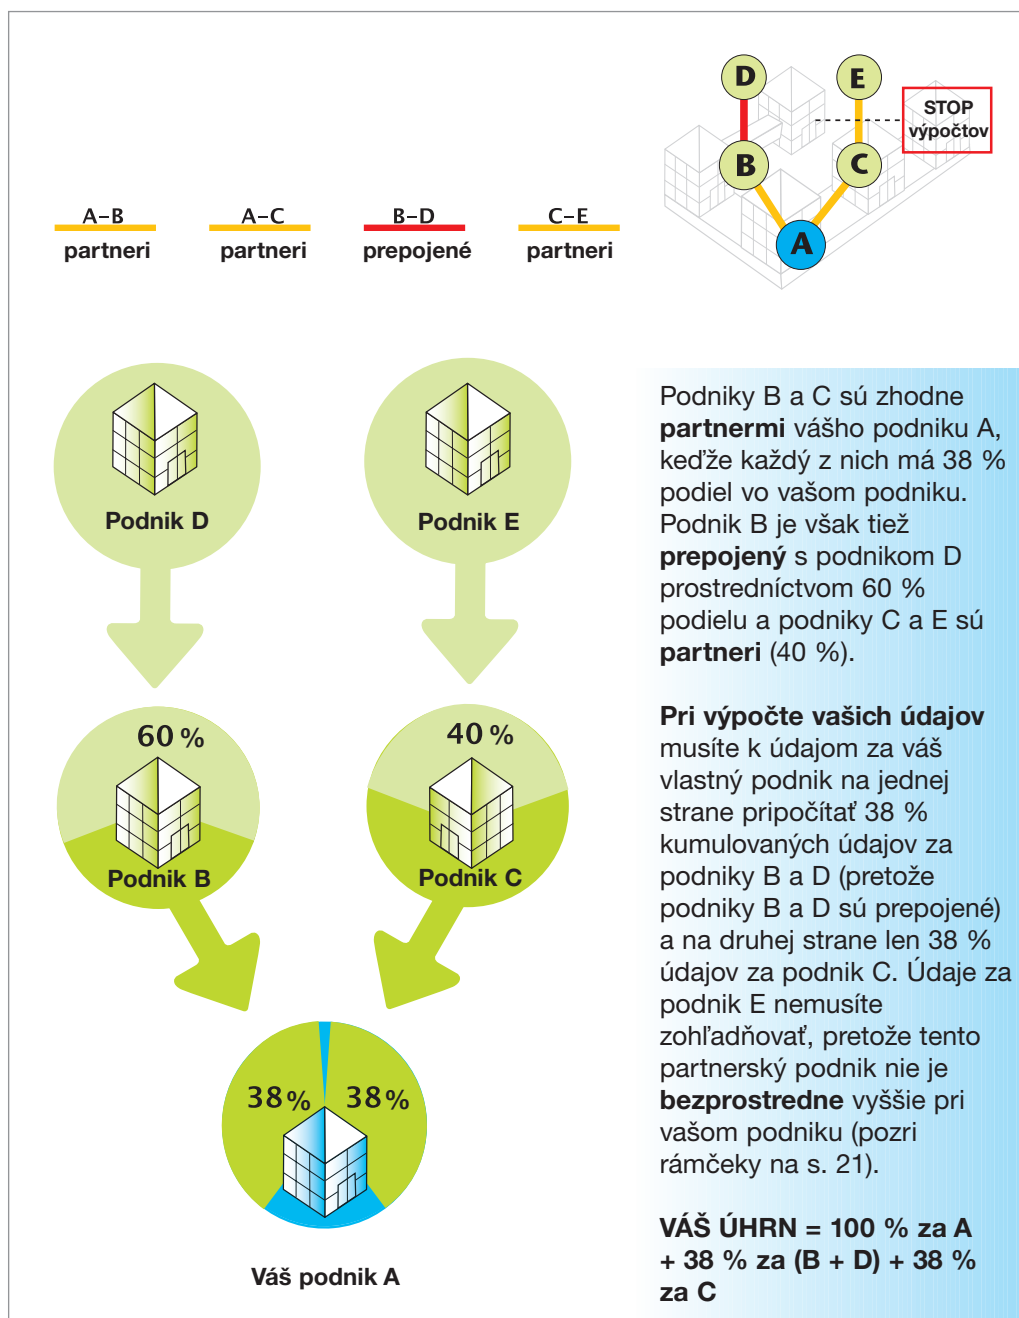 D
E
STOP
výpočtov
B
C
A
A–B
partneri
A–C
partneri
B–D
prepojené
C–E
partneri
Podnik D
Podnik E
60 %
Podnik B
40 %
Podnik C
38 %
38 %
Váš podnik A
Podniky B a C sú zhodne
partnermi vášho podniku A,
keďže každý z nich má 38 %
podiel vo vašom podniku.
Podnik B je však tiež
prepojený s podnikom D
prostredníctvom 60 %
podielu a podniky C a E sú
partneri (40 %).
Pri výpočte vašich údajov
musíte k údajom za váš
vlastný podnik na jednej
strane pripočítať 38 %
kumulovaných údajov za
podniky B a D (pretože
podniky B a D sú prepojené)
a na druhej strane len 38 %
údajov za podnik C. Údaje za
podnik E nemusíte
zohľadňovať, pretože tento
partnerský podnik nie je
bezprostredne vyššie pri
vašom podniku (pozri
rámčeky na s. 21).
VÁŠ ÚHRN = 100 % za A
+ 38 % za (B + D) + 38 %
za C